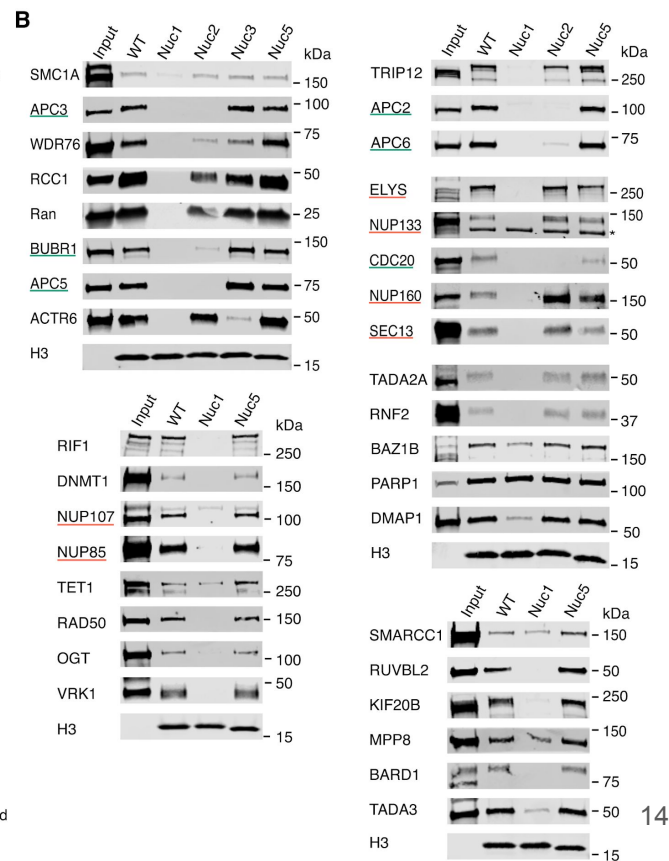 B
Input WT Nuc1 Nuc2 Nuc3 Nuc5 kDa
SMC1A - 150
APC3 - 100
WDR76 - 75
RCC1 - 50
Ran - 25
BUBR1 - 150
APC5 - 75
ACTR6 - 50
H3 - 15
Input WT Nuc1 Nuc5 kDa
RIF1 - 250
DNMT1 - 150
NUP107 - 100
NUP85 - 75
TET1 - 250
RAD50 - 150
OGT - 100
VRK1 - 50
H3 - 15
Input WT Nuc1 Nuc2 Nuc5 kDa
TRIP12 - 250
APC2 - 100
APC6 - 75
ELYS - 250
NUP133 - 150 *
CDC20 - 50
NUP160 - 150
SEC13 - 50
TADA2A - 50
RNF2 - 37
BAZ1B - 150
PARP1 - 100
DMAP1 - 50
H3 - 15
Input WT Nuc1 Nuc5 kDa
SMARCC1 - 150
RUVBL2 - 50
KIF20B - 250
MPP8 - 150
BARD1 - 75
TADA3 - 50
H3 - 15
d
14